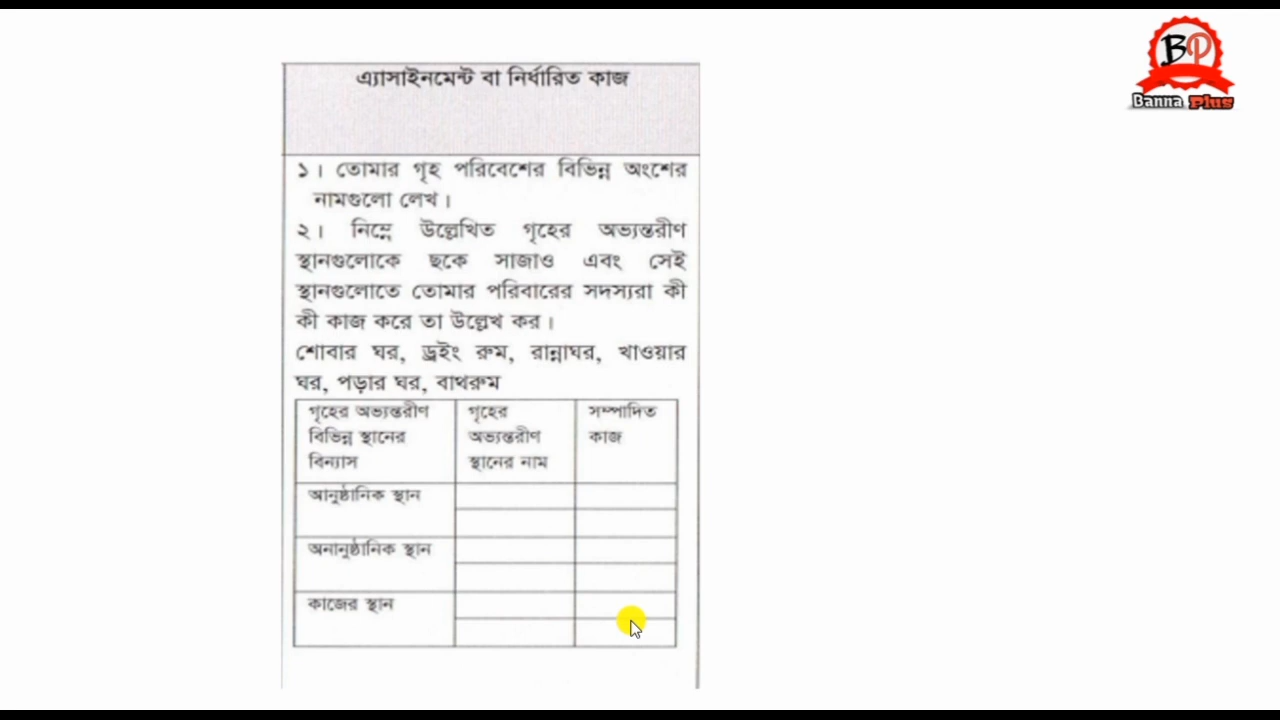 BP
Banna Plus
এ্যাসাইনমেন্ট বা নির্ধারিত কাজ
১। তোমার গৃহ পরিবেশের বিভিন্ন অংশের
নামগুলো লেখ।
২। নিম্নে উল্লেখিত গৃহের অভ্যন্তরীণ
স্থানগুলোকে ছকে সাজাও এবং সেই
স্থানগুলোতে তোমার পরিবারের সদস্যরা কী
কী কাজ করে তা উল্লেখ কর।
শোবার ঘর, ড্রইং রুম, রান্নাঘর, খাওয়ার
ঘর, পড়ার ঘর, বাথরুম
গৃহের অভ্যন্তরীণ
বিভিন্ন স্থানের
বিন্যাস
গৃহের
অভ্যন্তরীণ
স্থানের নাম
সম্পাদিত
কাজ
আনুষ্ঠানিক স্থান
অনানুষ্ঠানিক স্থান
কাজের স্থান